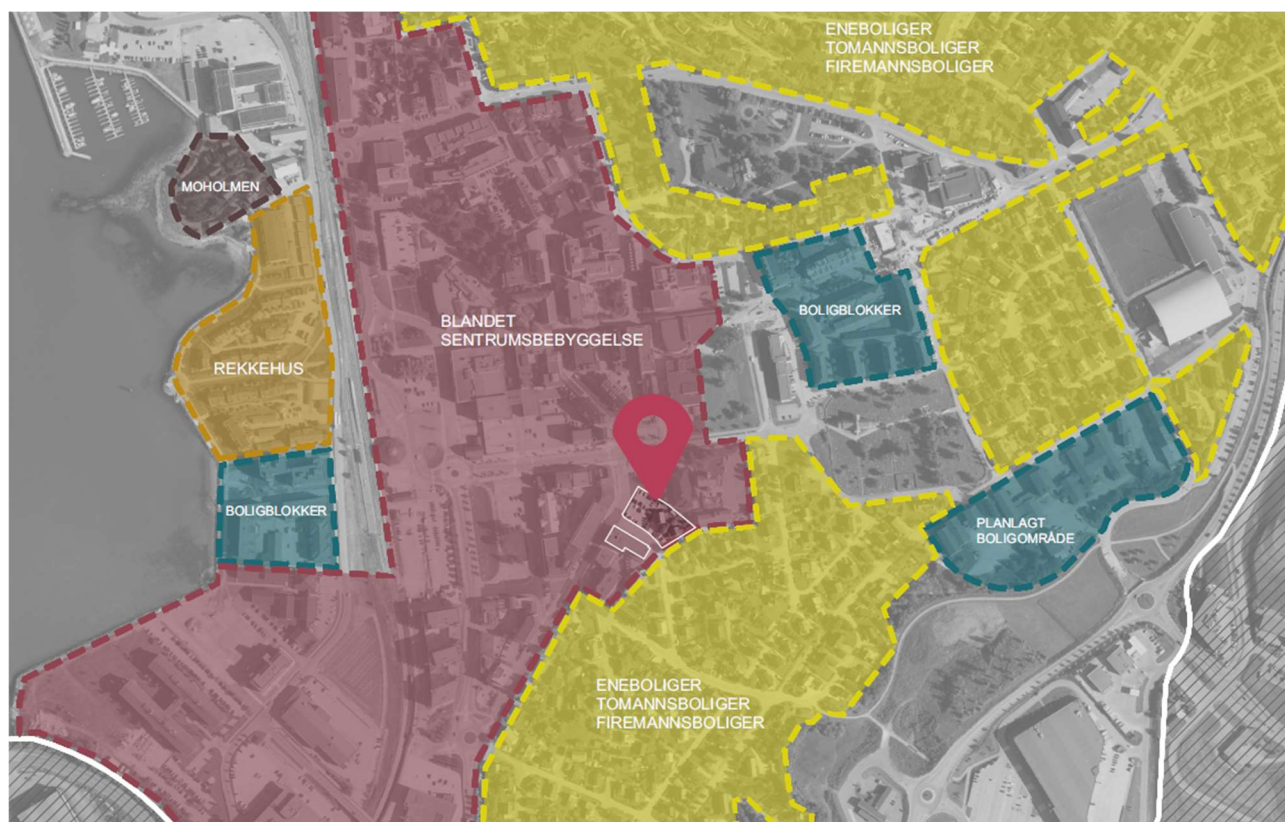 ENEBOLIGER
TOMANNSBOLIGER
FIREMANNSBOLIGER
MOHOLMEN
BLANDET
SENTRUMSBEBYGGELSE
BOLIGBLOKKER
REKKEHUS
BOLIGBLOKKER
PLANLAGT
BOLIGOMRÅDE
ENEBOLIGER
TOMANNSBOLIGER
FIREMANNSBOLIGER